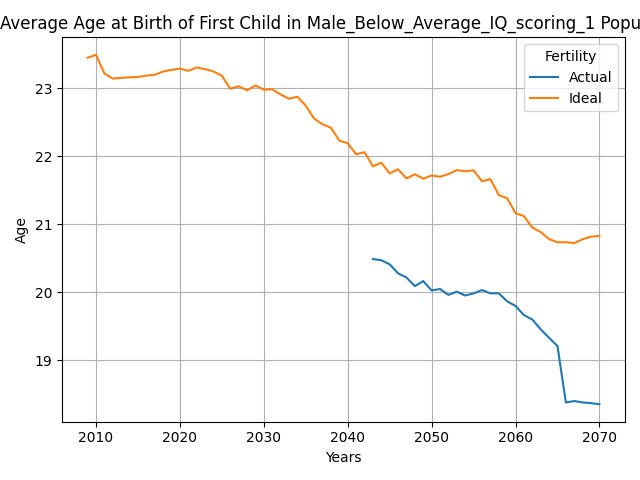 Average Age at Birth of First Child in Male_Below_Average_IQ_scoring_1 Popu
Fertility
Actual
Ideal
23
22
21
20
19
Age
2010 2020 2030 2040 2050 2060 2070
Years